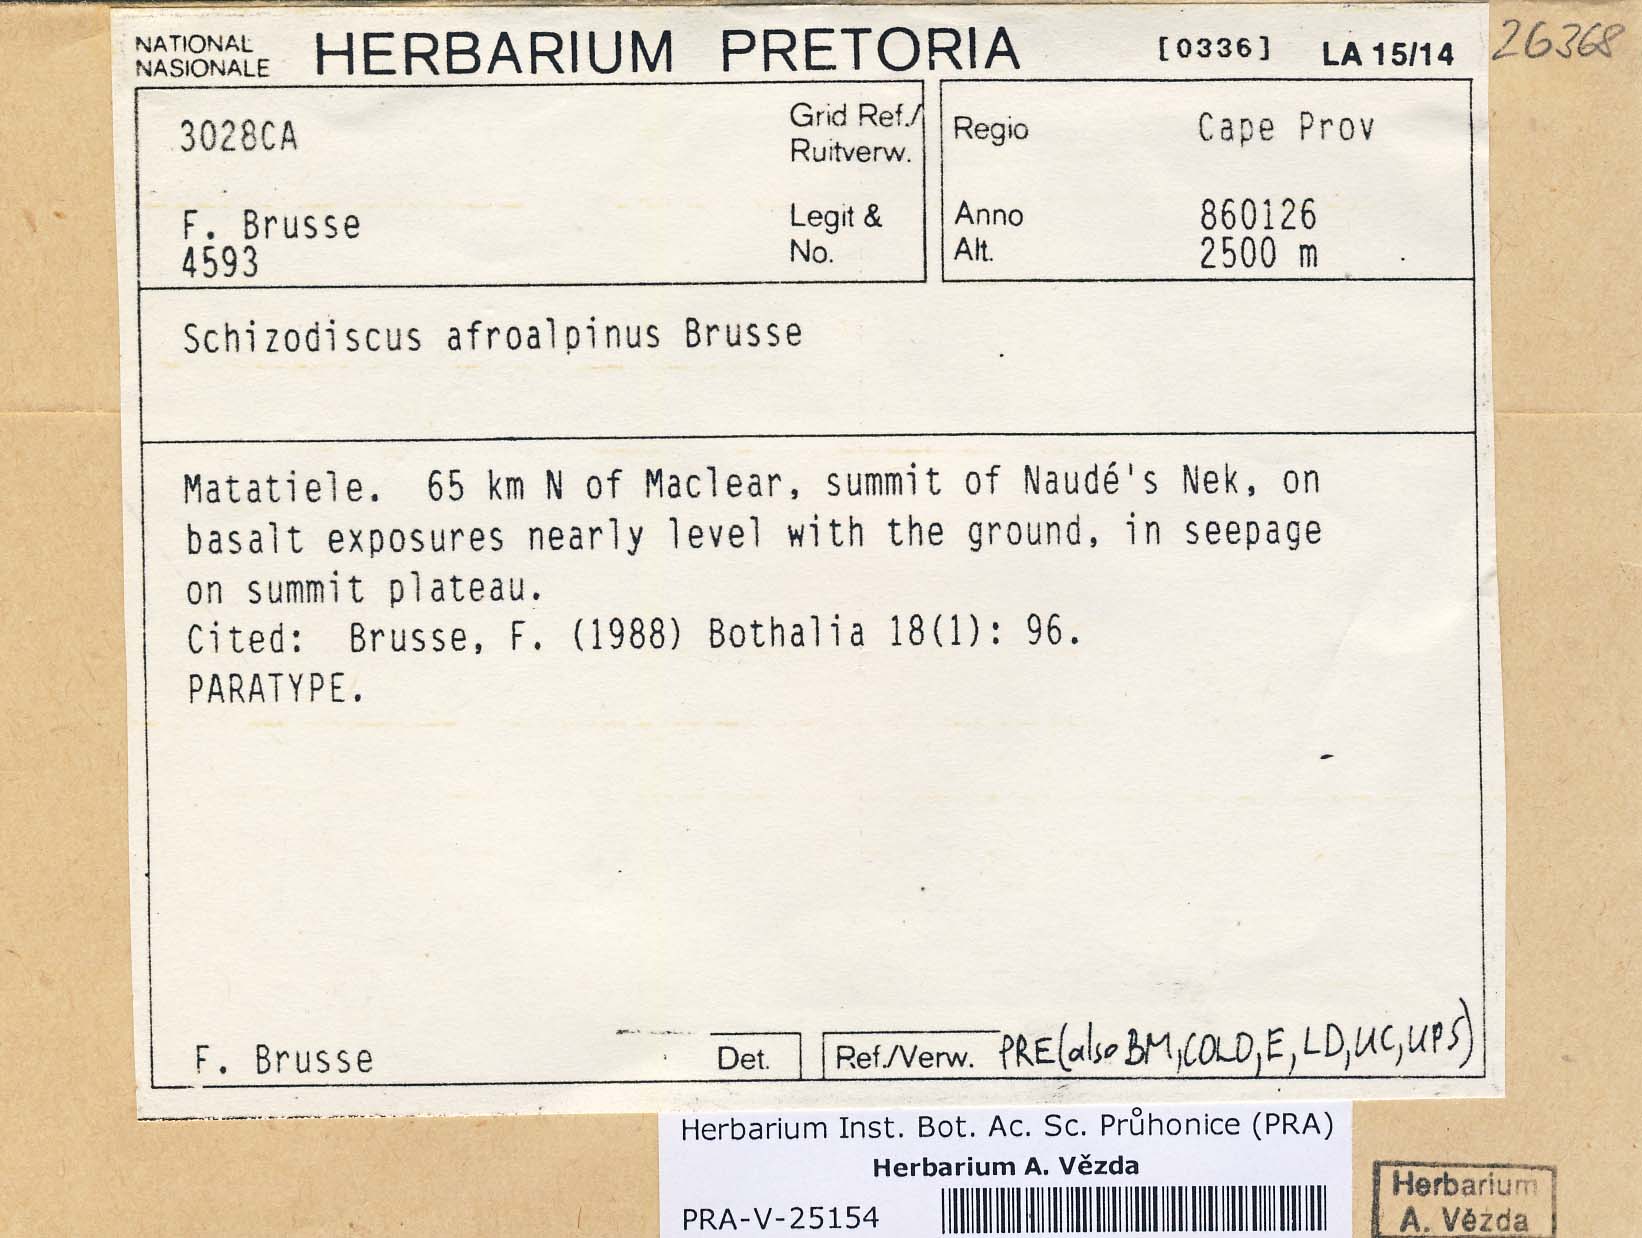 NATIONAL
NASIONALE
HERBARIUM PRETORIA
[0336]
LA 15/14
26368
3028CA
Grid Ref./
Ruitverw.
F. Brusse
4593
Legit &
No.
Regio Cape Prov
Anno 860126
Alt. 2500 m
Schizodiscus afroalpinus Brusse
Matatiele. 65 km N of Maclear, summit of Naudé's Nek, on
basalt exposures nearly level with the ground, in seepage
on summit plateau.
Cited: Brusse, F. (1988) Bothalia 18(1): 96.
PARATYPE.
F. Brusse Det. Ref./Verw. PRE(also BM,COLO,E,LD,UC,UPS)
Herbarium Inst. Bot. Ac. Sc. Průhonice (PRA)
Herbarium A. Vězda
PRA-V-25154
Herbarium
A. Vězda